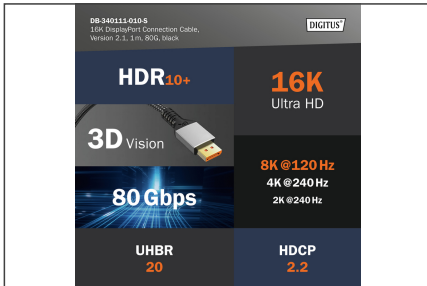 DB-340111-010-S
16K DisplayPort Connection Cable,
Version 2.1, 1m, 80G, black
DIGITUS®
HDR10+
16K
Ultra HD
3D Vision
8K @120 Hz
4K @240 Hz
2K @240 Hz
80 Gbps
UHBR
20
HDCP
2.2